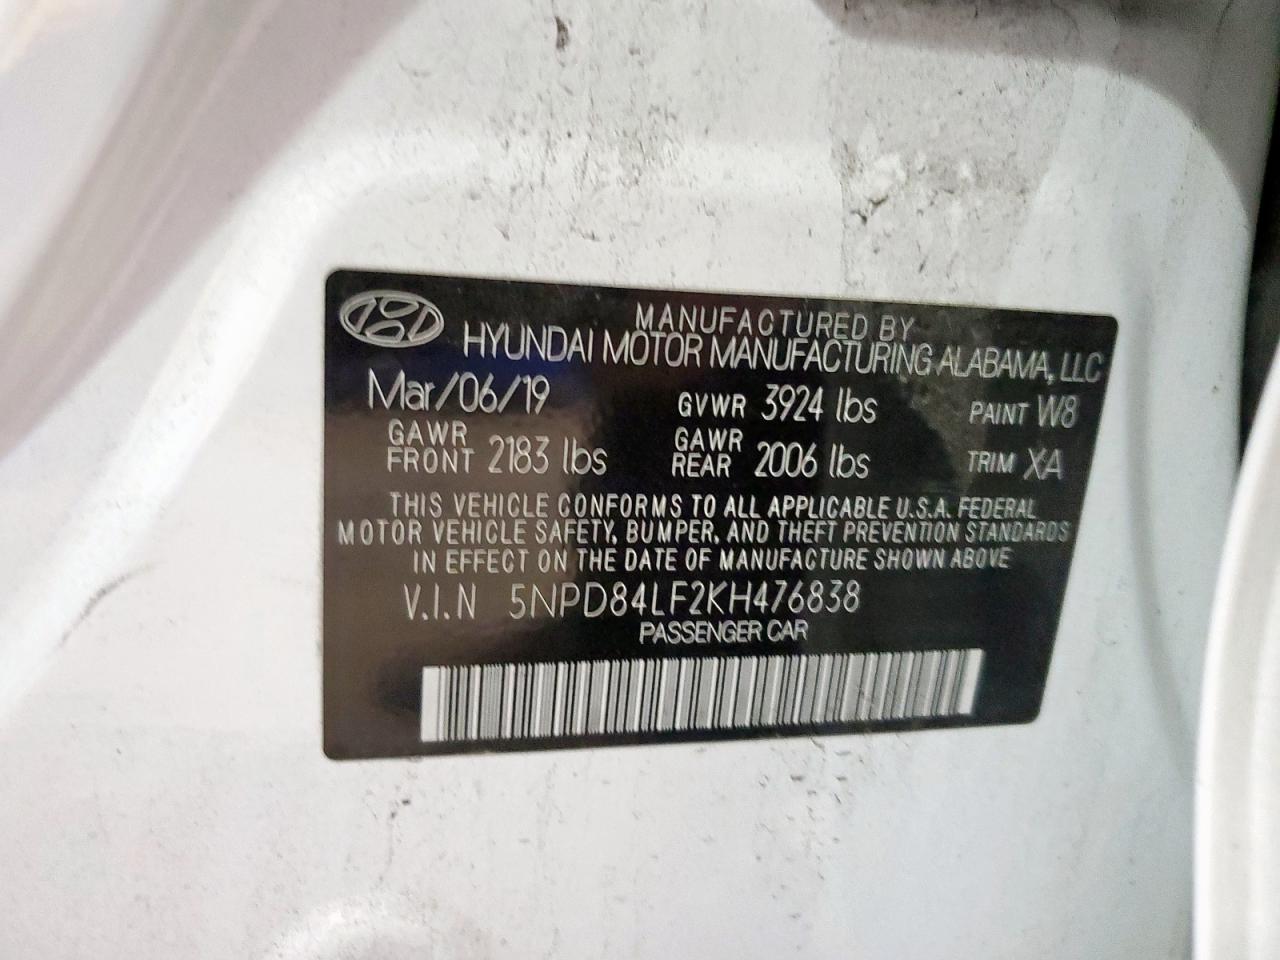 MANUFACTURED BY
HYUNDAI MOTOR MANUFACTURING ALABAMA, LLC
Mar/06/19 GVWR 3924 lbs PAINT W8
GAWR FRONT 2183 lbs GAWR REAR 2006 lbs TRIM XA
THIS VEHICLE CONFORMS TO ALL APPLICABLE U.S.A. FEDERAL
MOTOR VEHICLE SAFETY, BUMPER, AND THEFT PREVENTION STANDARDS
IN EFFECT ON THE DATE OF MANUFACTURE SHOWN ABOVE
V.I.N 5NPD84LF2KH476838
PASSENGER CAR